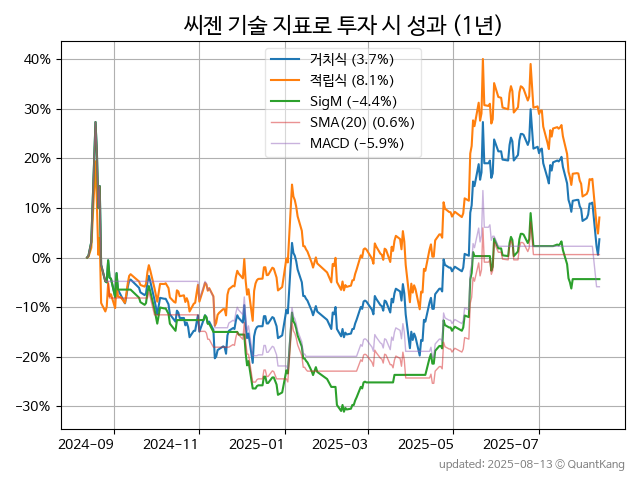 씨젠 기술 지표로 투자 시 성과 (1년)
거치식 (3.7%)
적립식 (8.1%)
SigM (−4.4%)
SMA(20) (0.6%)
MACD (−5.9%)
40%
30%
20%
10%
0%
−10%
−20%
−30%
2024-09
2024-11
2025-01
2025-03
2025-05
2025-07
updated: 2025-08-13 ⓒ QuantKang